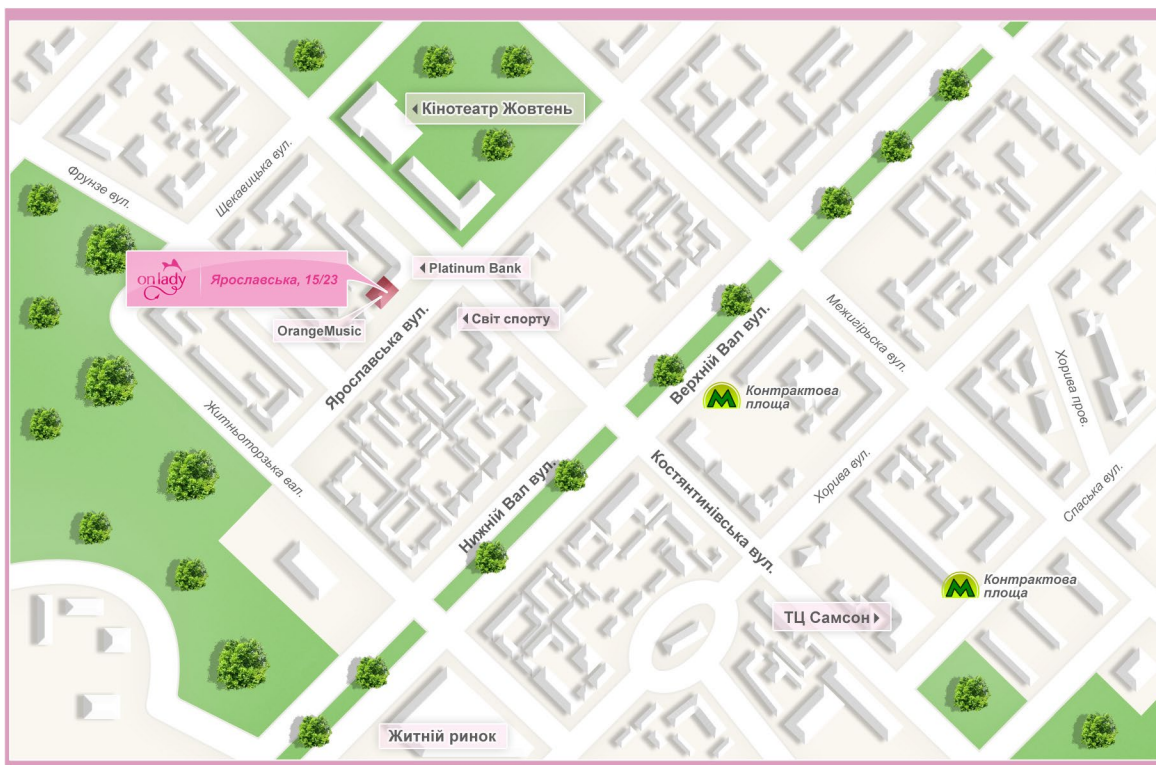 Кінотеатр Жовтень
Щекавицька вул.
Фрунзе вул.
onlady
Ярославська, 15/23
Platinum Bank
OrangeMusic
Світ спорту
Ярославська вул.
Верхній Вал вул.
Межигірьска вул.
Хорива пров.
Контрактова
площа
Житньоторзька вал.
Нижній Вал вул.
Костянтинівська вул.
Хорива вул.
Спаська вул.
Контрактова
площа
ТЦ Самсон
Житній ринок